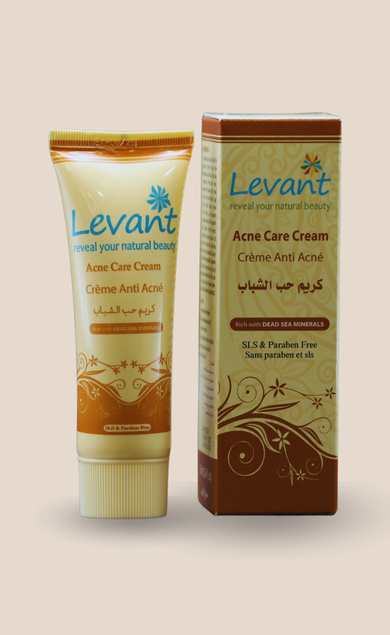 Levant
reveal your natural beauty
Acne Care Cream
Crème Anti Acné
كريم حب الشباب
Rich with DEAD SEA MINERALS
SLS & Paraben Free
Levant
reveal your natural beauty
Acne Care Cream
Crème Anti Acné
كريم حب الشباب
Rich with DEAD SEA MINERALS
SLS & Paraben Free
Sans paraben et sls